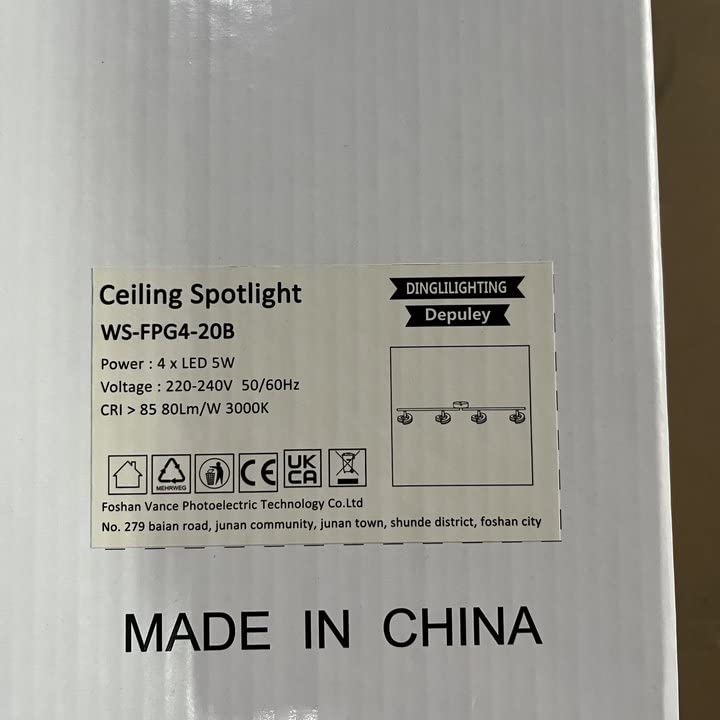 Ceiling Spotlight
WS-FPG4-20B
Power : 4 x LED 5W
Voltage : 220-240V 50/60Hz
CRI > 85 80Lm/W 3000K
DINGLILIGHTING
Depuley
MEHRWEG
CE
UK
CA
Foshan Vance Photoelectric Technology Co.Ltd
No. 279 baian road, junan community, junan town, shunde district, foshan city
MADE IN CHINA